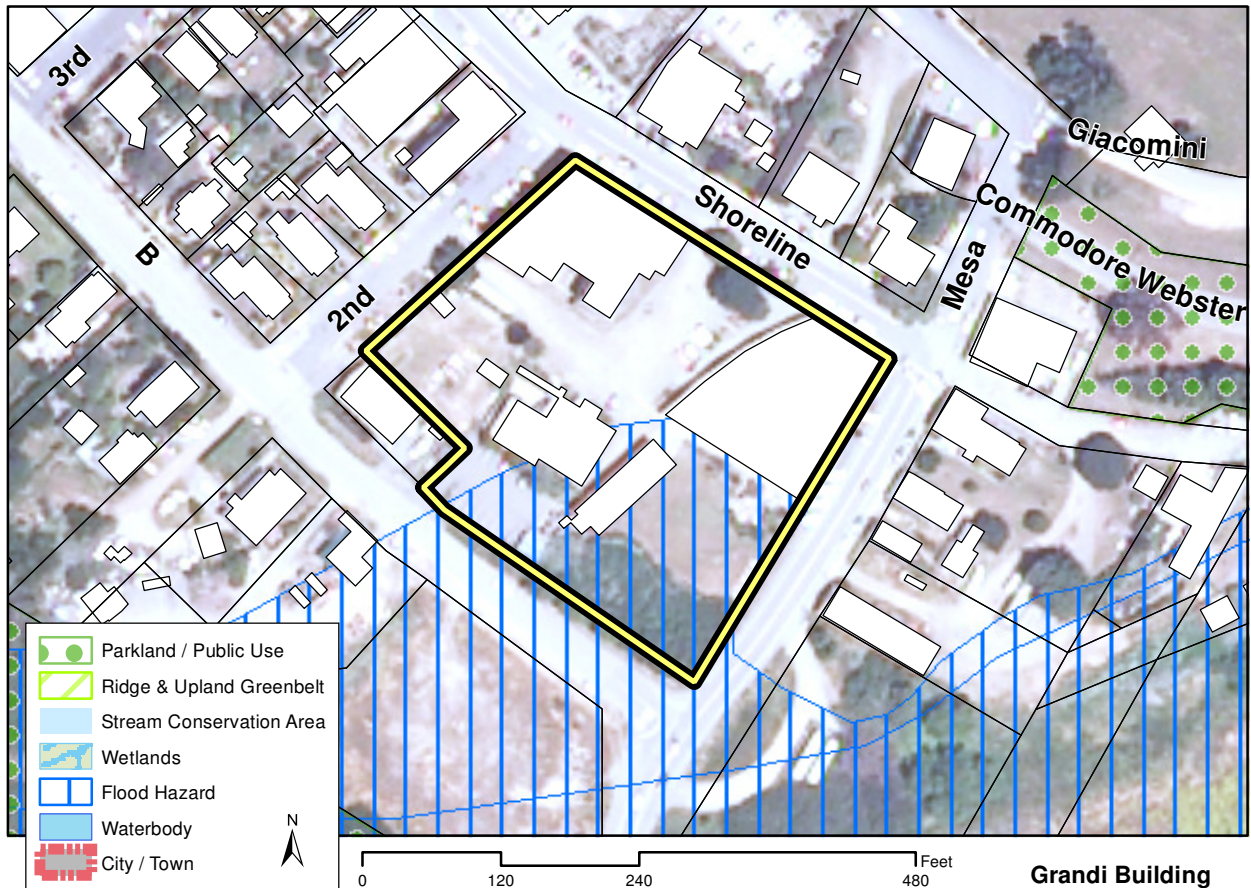 3rd
Giacomini
Shoreline
Commodore Webster
B
Mesa
2nd
Parkland / Public Use
Ridge & Upland Greenbelt
Stream Conservation Area
Wetlands
Flood Hazard
Waterbody
City / Town
N
Feet
0 120 240 480
Grandi Building